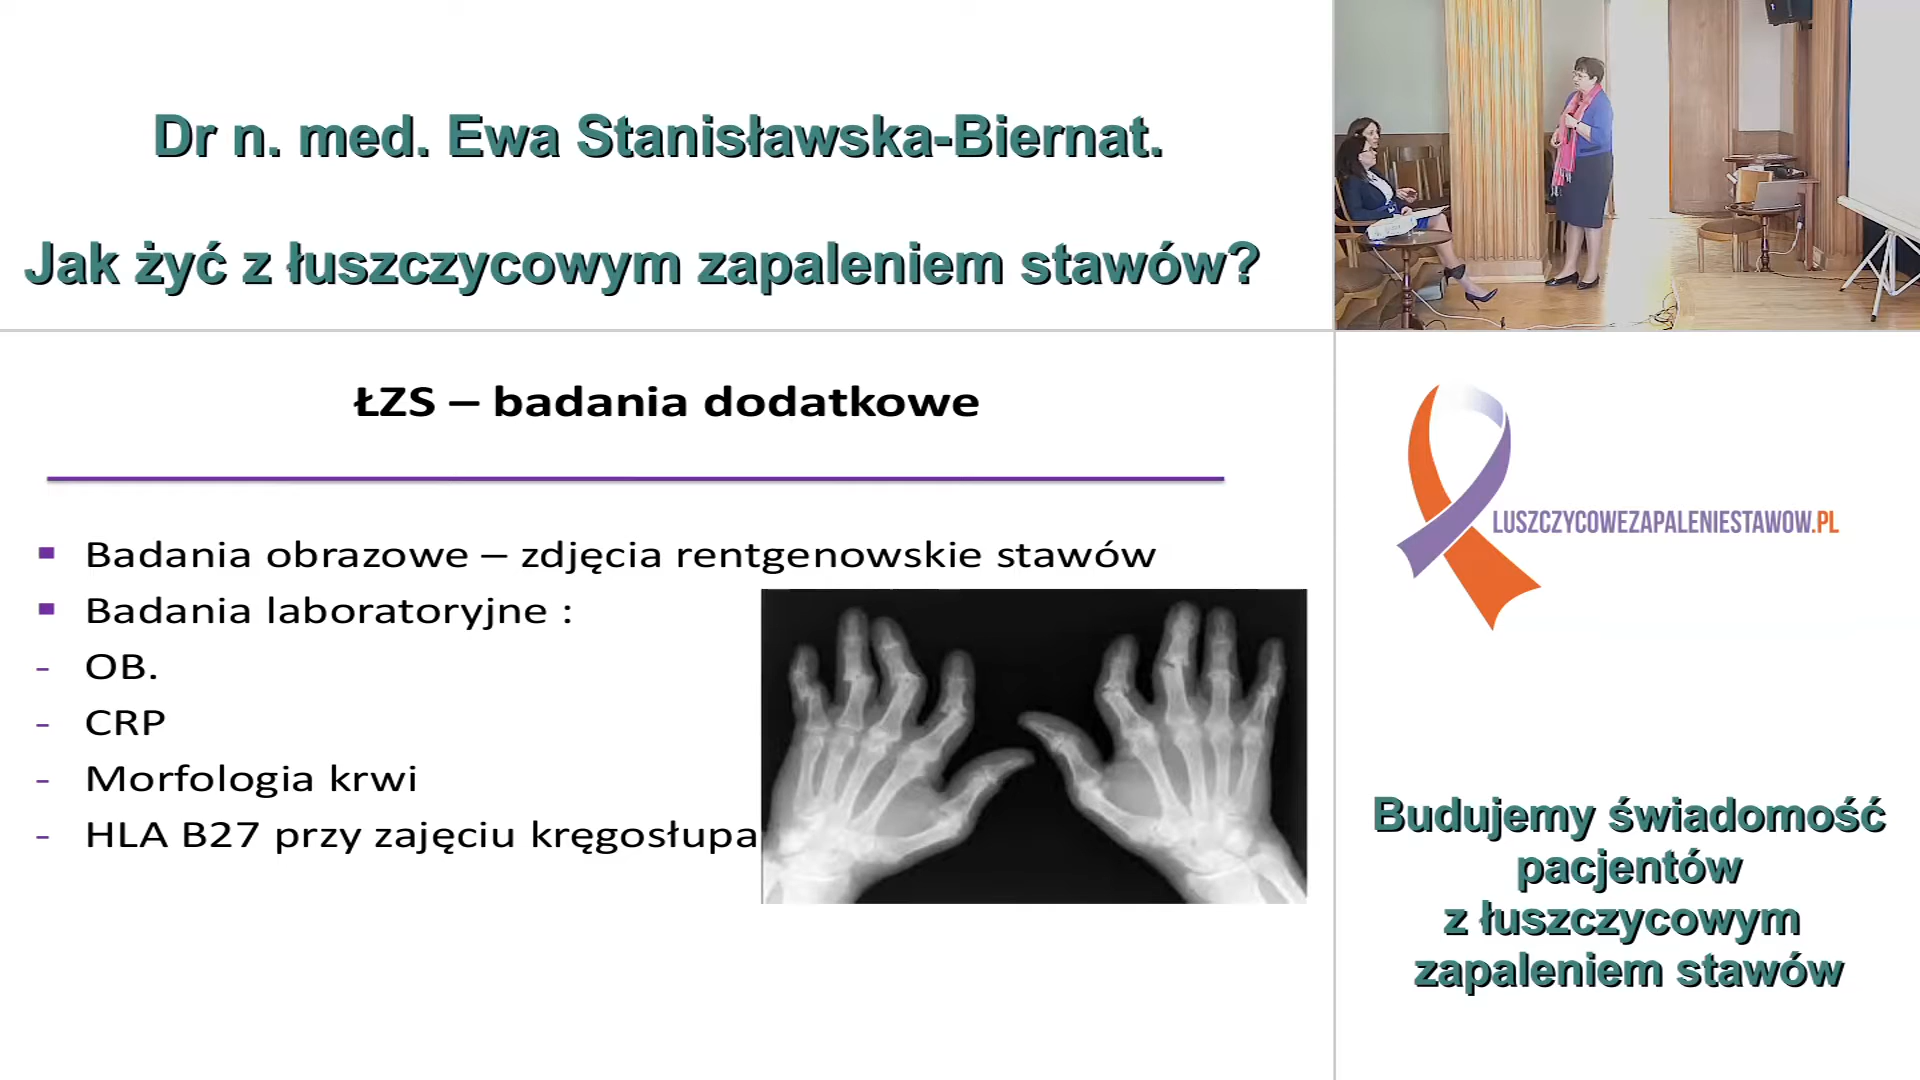 Dr n. med. Ewa Stanisławska-Biernat.
Jak żyć z łuszczycowym zapaleniem stawów?
ŁZS – badania dodatkowe
▪ Badania obrazowe – zdjęcia rentgenowskie stawów
▪ Badania laboratoryjne :
- OB.
- CRP
- Morfologia krwi
- HLA B27 przy zajęciu kręgosłupa
LUSZCZYCOWEZAPALENIESTAWOW.PL
Budujemy świadomość
pacjentów
z łuszczycowym
zapaleniem stawów